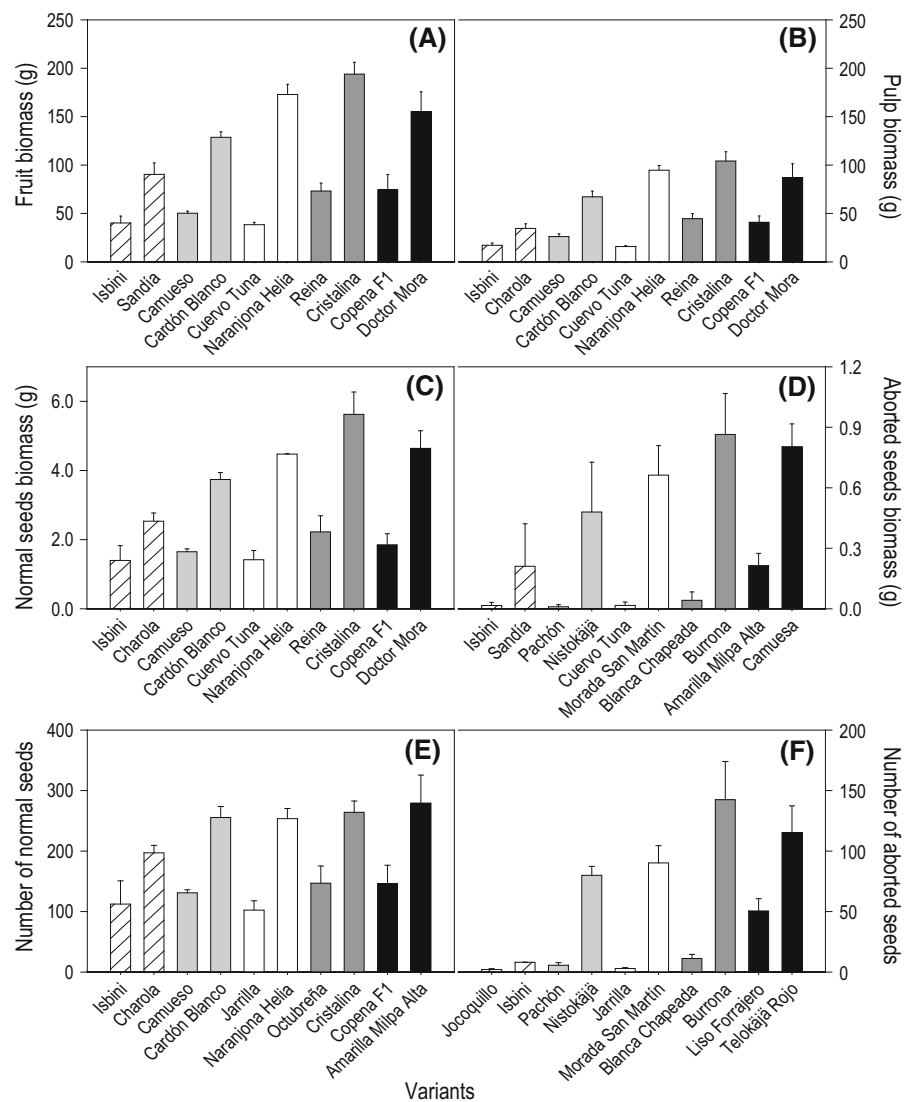 250
200
150
100
50
0
Fruit biomass (g)
(A)
Isbini
Sandía
Camueso
Cardón Blanco
Cuervo Tuna
Naranjona Helia
Reina
Cristalina
Copena F1
Doctor Mora
(B)
250
200
150
100
50
0
Pulp biomass (g)
Isbini
Charola
Camueso
Cardón Blanco
Cuervo Tuna
Naranjona Helia
Reina
Cristalina
Copena F1
Doctor Mora
6.0
4.0
2.0
0.0
Normal seeds biomass (g)
(C)
Isbini
Charola
Camueso
Cardón Blanco
Cuervo Tuna
Naranjona Helia
Reina
Cristalina
Copena F1
Doctor Mora
(D)
1.2
0.9
0.6
0.3
0.0
Aborted seeds biomass (g)
Isbini
Sandía
Pachón
Nistokäjä
Cuervo Tuna
Morada San Martín
Blanca Chapeada
Burrona
Amarilla Milpa Alta
Camuesa
400
300
200
100
0
Number of normal seeds
(E)
Isbini
Charola
Camueso
Cardón Blanco
Jarrilla
Naranjona Helia
Octubreña
Cristalina
Copena F1
Amarilla Milpa Alta
(F)
200
150
100
50
0
Number of aborted seeds
Jocoquillo
Isbini
Pachón
Nistokäjä
Jarrilla
Morada San Martín
Blanca Chapeada
Burrona
Liso Forrajero
Telokäjä Rojo
Variants